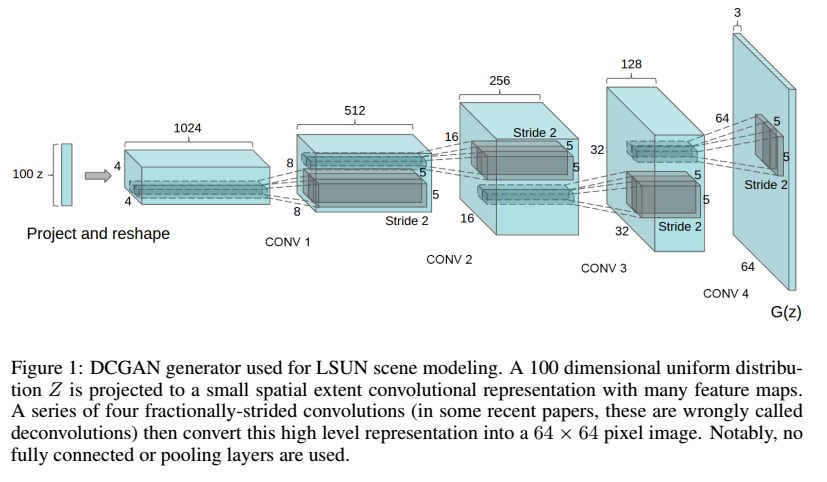 3
128
64
5
5
Stride 2
256
16
Stride 2
5
5
32
512
8
5
5
Stride 2
1024
4
4
100 z
Project and reshape
8
CONV 1
16
CONV 2
5
5
Stride 2
32
CONV 3
64
CONV 4
G(z)
Figure 1: DCGAN generator used for LSUN scene modeling. A 100 dimensional uniform distribu-
tion Z is projected to a small spatial extent convolutional representation with many feature maps.
A series of four fractionally-strided convolutions (in some recent papers, these are wrongly called
deconvolutions) then convert this high level representation into a 64 × 64 pixel image. Notably, no
fully connected or pooling layers are used.